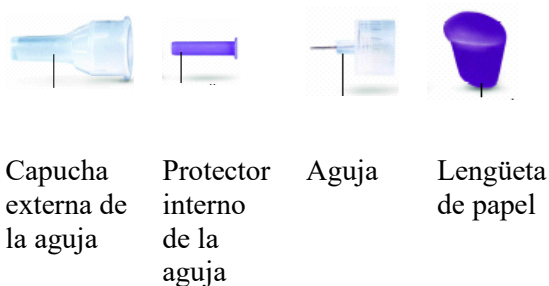 Capucha
externa de
la aguja
Protector
interno
de la
aguja
Aguja
Lengüeta
de papel